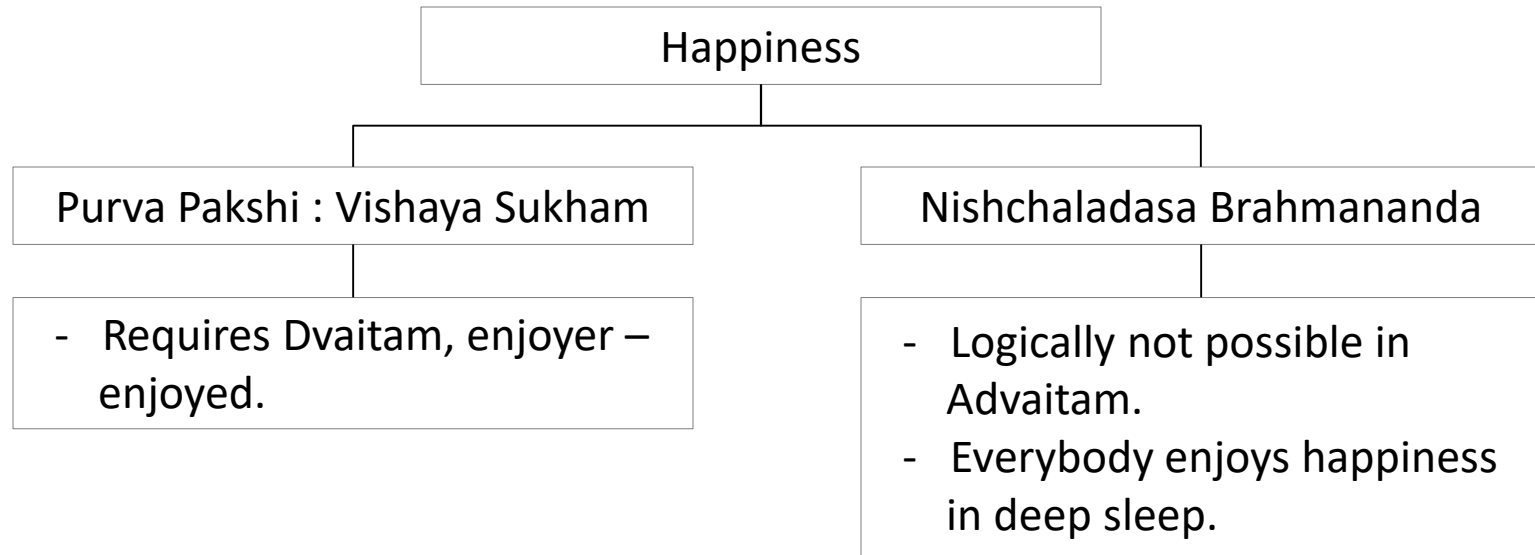 Happiness
Purva Pakshi : Vishaya Sukham
- Requires Dvaitam, enjoyer –
enjoyed.
Nishchaladasa Brahmananda
- Logically not possible in
Advaitam.
- Everybody enjoys happiness
in deep sleep.